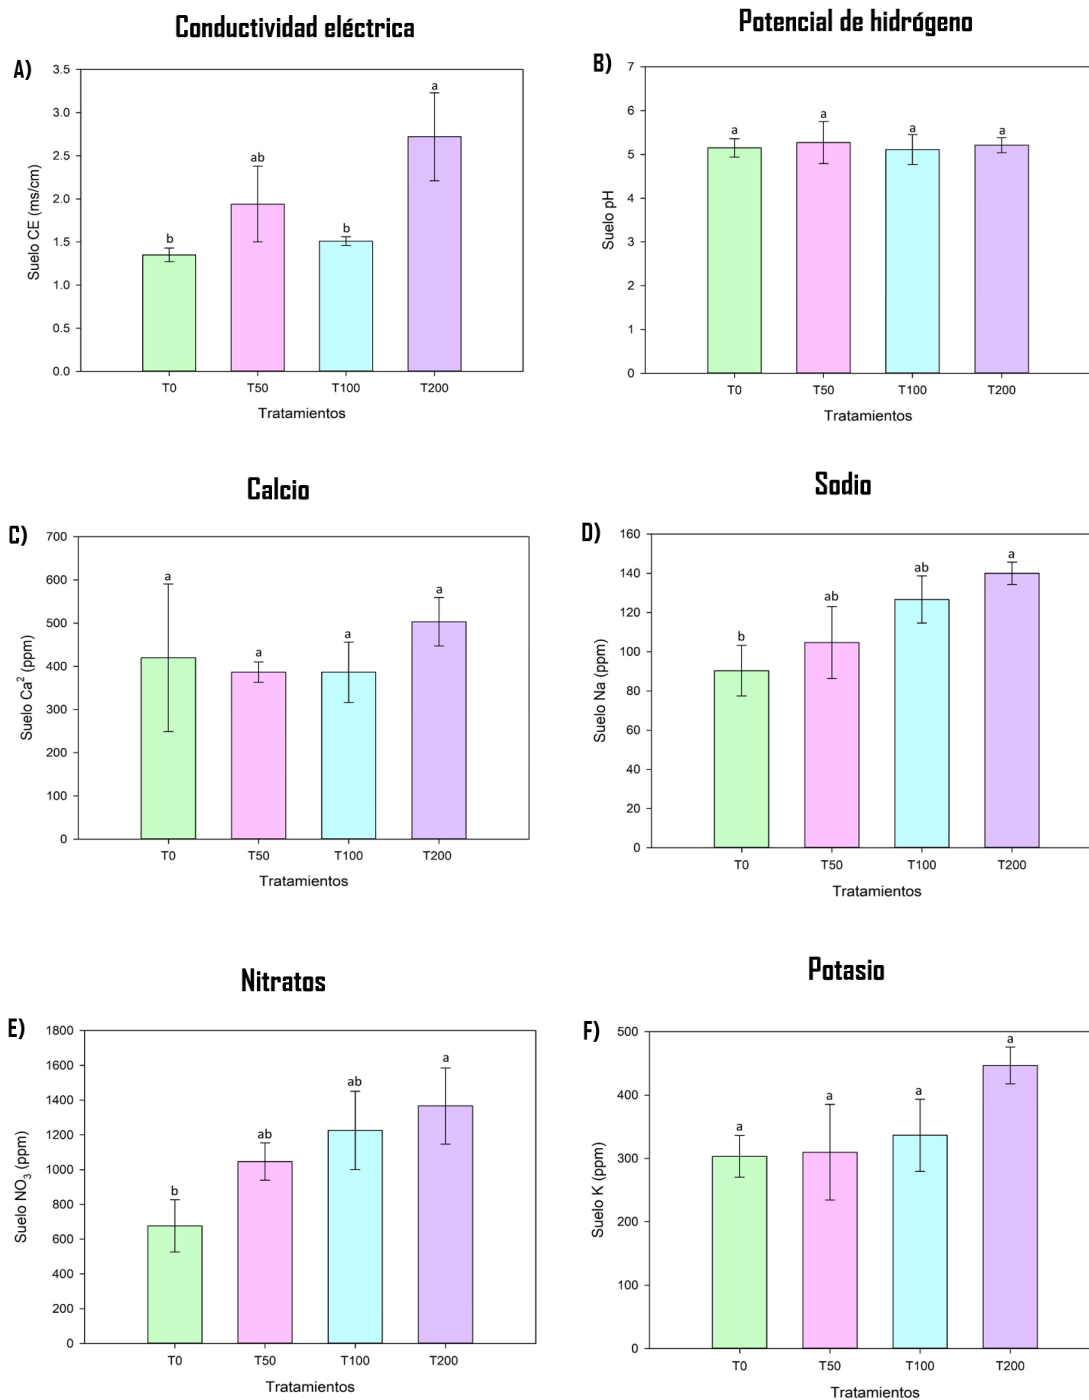 Conductividad eléctrica
A)
3.5
3.0
2.5
2.0
1.5
1.0
0.5
0.0
Suelo CE (ms/cm)
b
ab
b
a
T0 T50 T100 T200
Tratamientos
Potencial de hidrógeno
B)
7
6
5
4
3
2
1
0
Suelo pH
a
a
a
a
T0 T50 T100 T200
Tratamientos
Calcio
C)
700
600
500
400
300
200
100
0
Suelo Ca² (ppm)
a
a
a
a
T0 T50 T100 T200
Tratamientos
Sodio
D)
160
140
120
100
80
60
40
20
0
Suelo Na (ppm)
b
ab
ab
a
T0 T50 T100 T200
Tratamientos
Nitratos
E)
1800
1600
1400
1200
1000
800
600
400
200
0
Suelo NO₃ (ppm)
b
ab
ab
a
T0 T50 T100 T200
Tratamientos
Potasio
F)
500
400
300
200
100
0
Suelo K (ppm)
a
a
a
a
T0 T50 T100 T200
Tratamientos